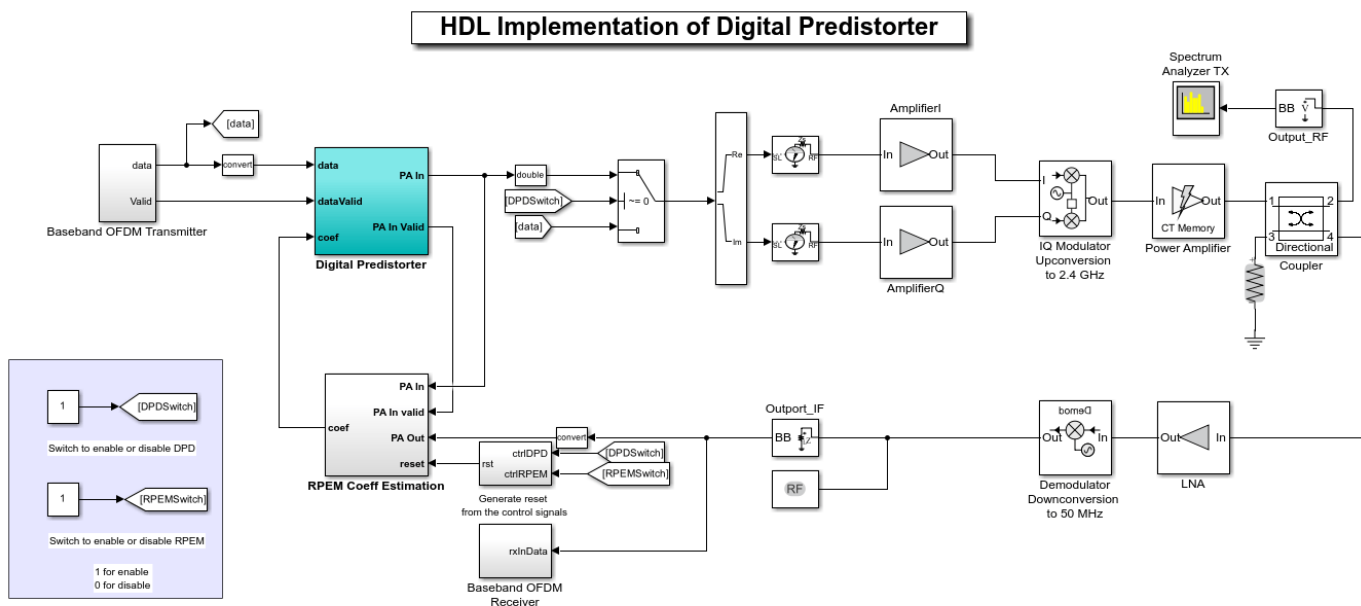 HDL Implementation of Digital Predistorter
Spectrum
Analyzer TX
BB
Output_RF
[data]
data
Valid
Baseband OFDM Transmitter
convert
data
dataValid
coef
PA In
PA In Valid
Digital Predistorter
double
[DPDSwitch]
[data]
~= 0
Re
Im
SL
RF
SL
RF
AmplifierI
In
Out
In
Out
AmplifierQ
I
Q
Out
IQ Modulator
Upconversion
to 2.4 GHz
In
Out
CT Memory
Power Amplifier
1
2
3
4
Directional
Coupler
+
1
[DPDSwitch]
Switch to enable or disable DPD
1
[RPEMSwitch]
Switch to enable or disable RPEM
1 for enable
0 for disable
PA In
PA In valid
coef
PA Out
reset
RPEM Coeff Estimation
convert
ctrlDPD
rst
ctrlRPEM
[DPDSwitch]
[RPEMSwitch]
Generate reset
from the control signals
rxInData
Baseband OFDM
Receiver
Outport_IF
BB
RF
Demod
Out
In
Demodulator
Downconversion
to 50 MHz
Out
In
LNA